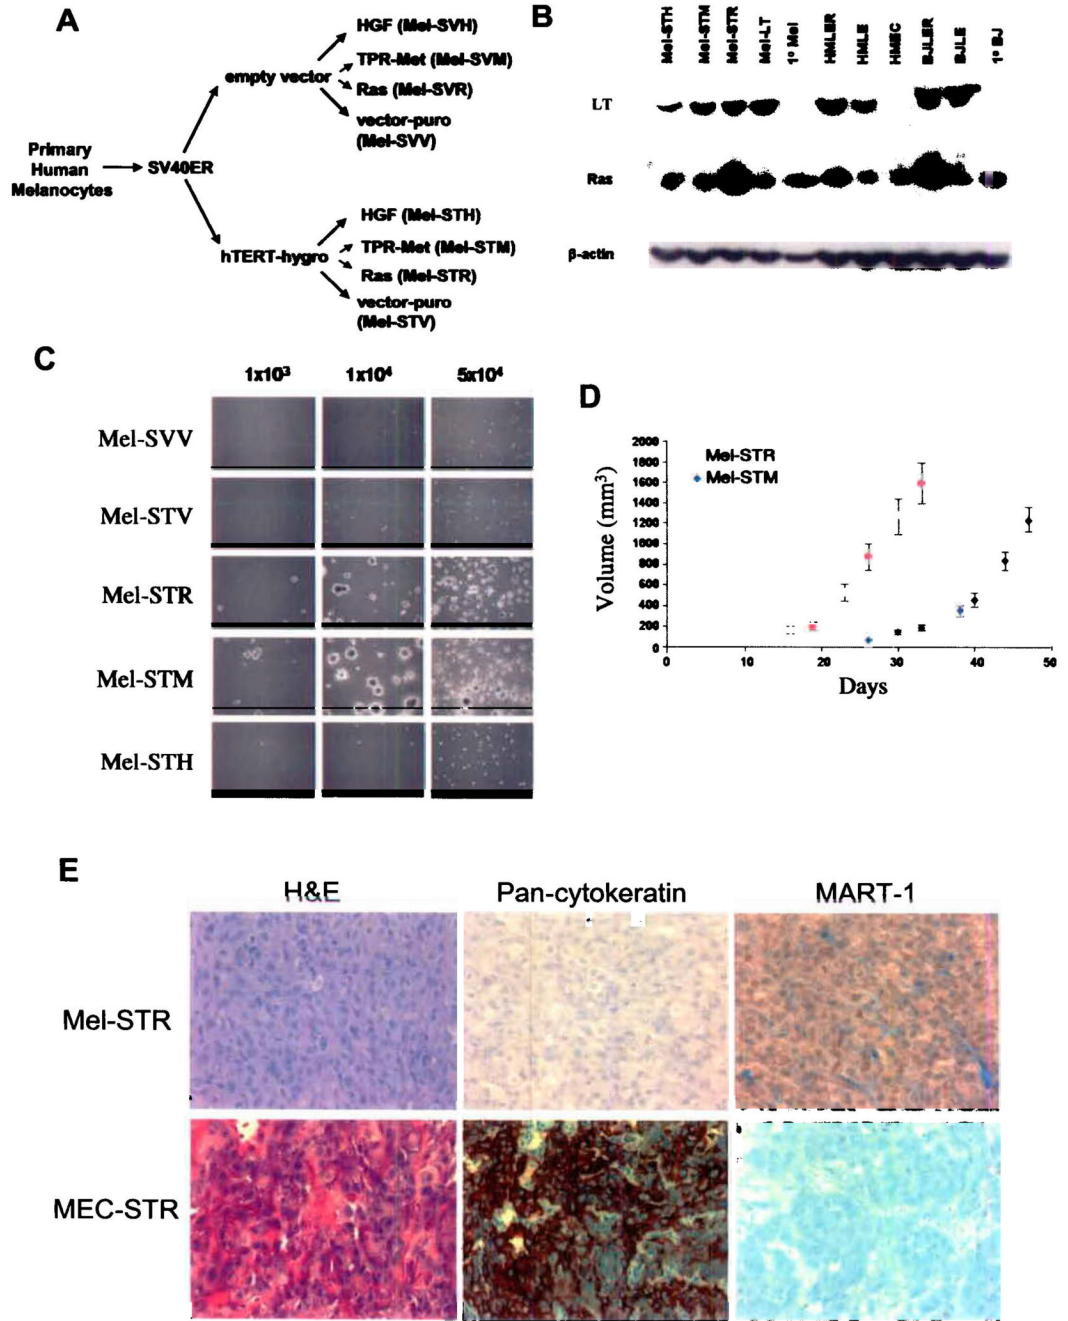 A
HGF (Mel-SVH)
TPR-Met (Mel-SVM)
empty vector
Ras (Mel-SVR)
vector-puro
(Mel-SVV)
Primary
Human
Melanocytes
SV40ER
HGF (Mel-STH)
TPR-Met (Mel-STM)
hTERT-hygro
Ras (Mel-STR)
vector-puro
(Mel-STV)
B
Mel-STH
Mel-STM
Mel-STR
Mel-LT
1º Mel
HMLER
HMLE
HMEC
BJLER
BJLE
1º BJ
LT
Ras
β-actin
C
1x10³ 1x10⁴ 5x10⁴
Mel-SVV
Mel-STV
Mel-STR
Mel-STM
Mel-STH
D
Mel-STR
Mel-STM
Volume (mm³)
2000
1800
1600
1400
1200
1000
800
600
400
200
0
0 10 20 30 40 50
Days
E
H&E Pan-cytokeratin MART-1
Mel-STR
MEC-STR